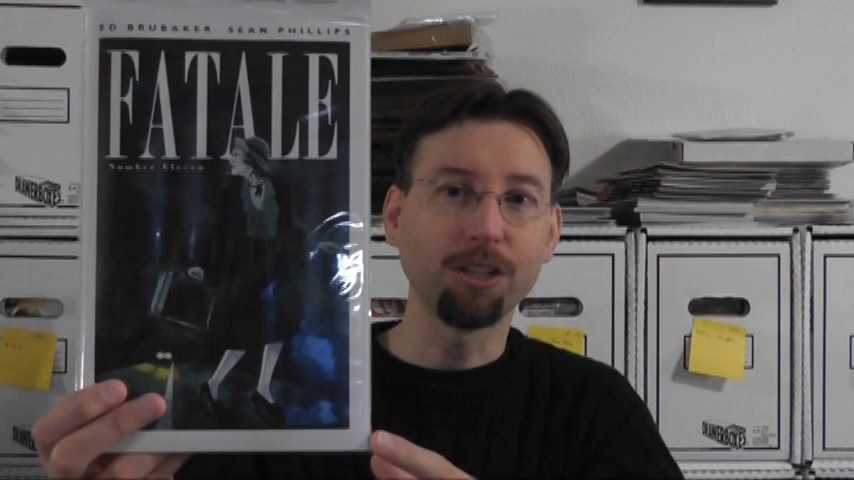 ED BRUBAKER SEAN PHILLIPS
FATALE
Number Eleven
DRAWERBOXES
DRAWERBOXES
DRAWERBOXES